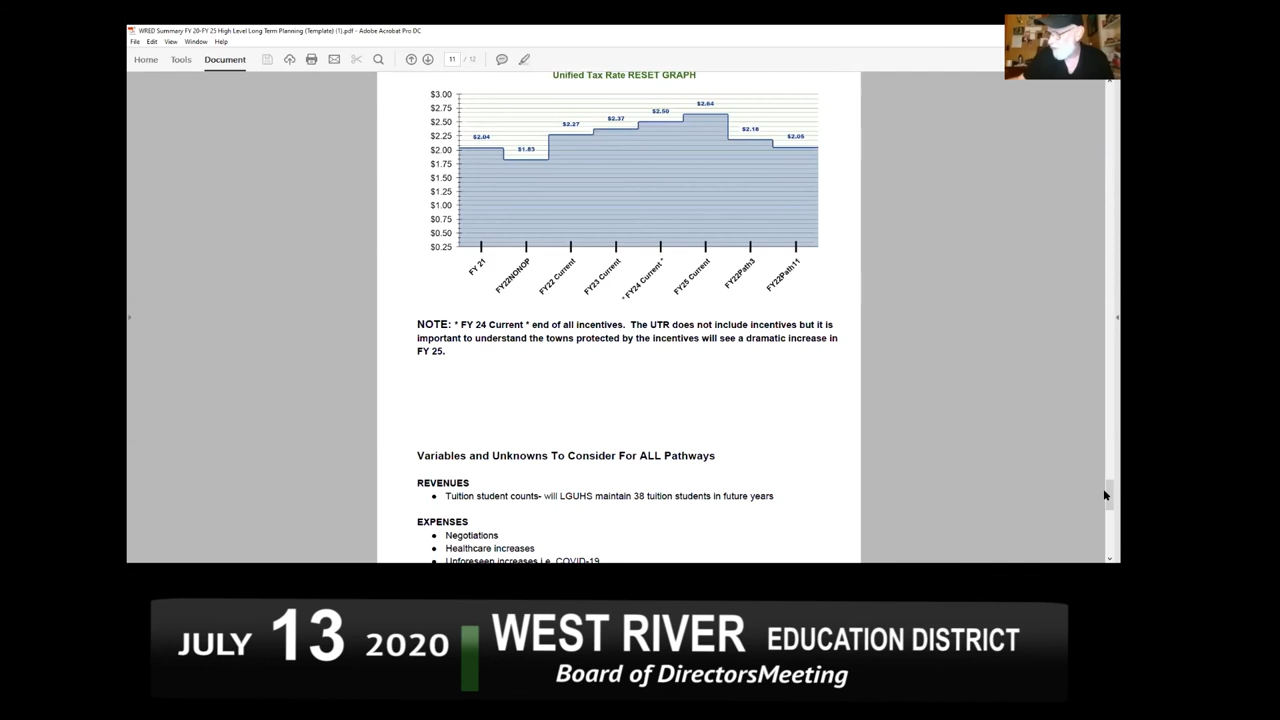 WRED Summary FY 20-FY 25 High Level Long Term Planning (Template) (1).pdf - Adobe Acrobat Pro DC
File Edit View Window Help
Home Tools Document 11 / 12
Unified Tax Rate RESET GRAPH
$3.00
$2.75
$2.50
$2.25
$2.00
$1.75
$1.50
$1.25
$1.00
$0.75
$0.50
$0.25
$2.04
$1.83
$2.27
$2.37
$2.50
$2.64
$2.18
$2.05
FY 21
FY22NONOP
FY22 Current
FY23 Current
* FY24 Current *
FY25 Current
FY22Path3
FY22Path11
NOTE: * FY 24 Current * end of all incentives. The UTR does not include incentives but it is
important to understand the towns protected by the incentives will see a dramatic increase in
FY 25.
Variables and Unknowns To Consider For ALL Pathways
REVENUES
• Tuition student counts- will LGUHS maintain 38 tuition students in future years
EXPENSES
• Negotiations
• Healthcare increases
• Unforeseen increases i.e. COVID-19
JULY 13 2020
WEST RIVER EDUCATION DISTRICT
Board of DirectorsMeeting